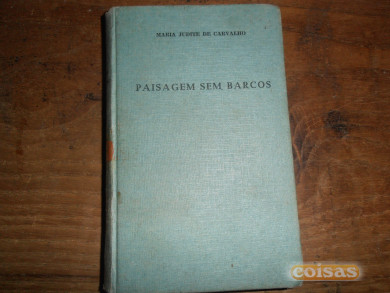 MARIA JUDITE DE CARVALHO
PAISAGEM SEM BARCOS
coisas